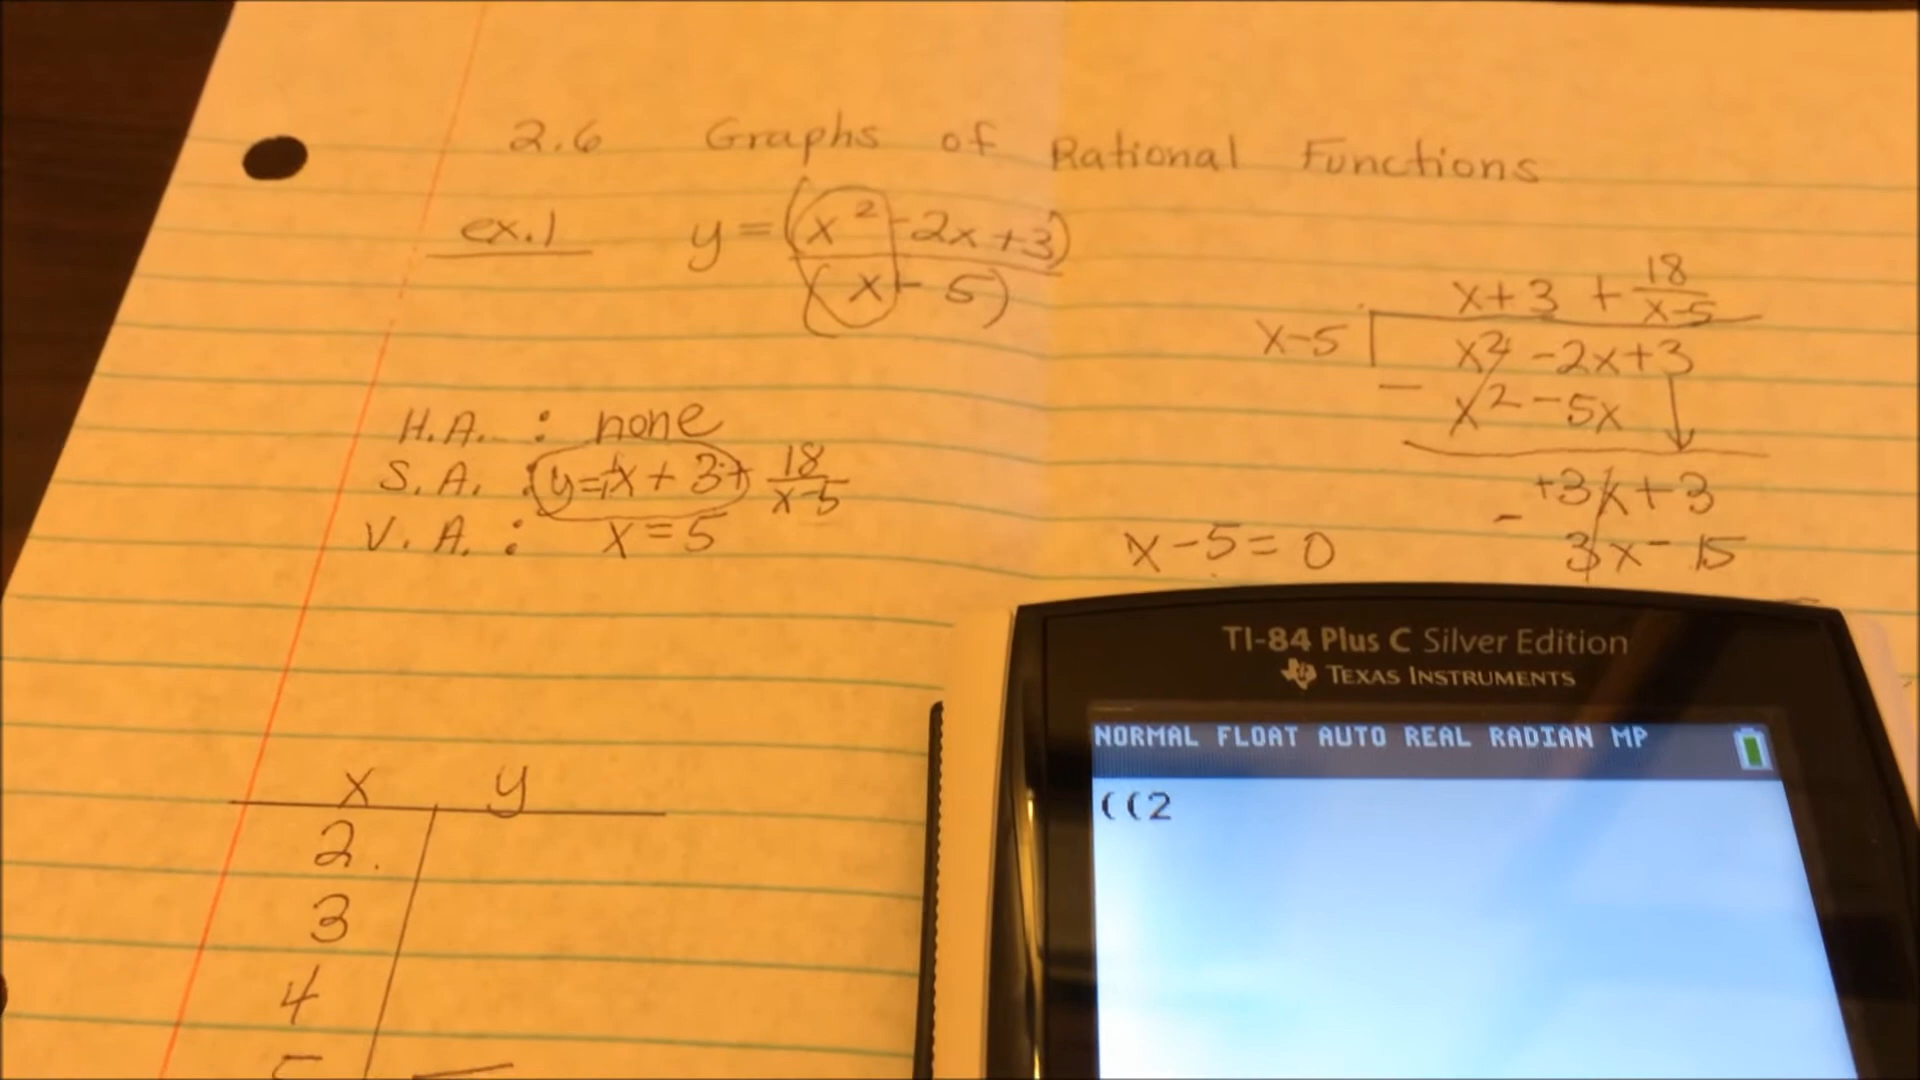 2.6 Graphs of Rational Functions
ex.1 y = (x² - 2x + 3)
(x - 5)
x + 3 + 18
x-5
x-5 x² - 2x + 3
- x² - 5x
+3x + 3
- 3x - 15
H.A. : none
S.A. : y = x + 3 + 18
x-5
V.A. : x = 5
x - 5 = 0
TI-84 Plus C Silver Edition
TEXAS INSTRUMENTS
NORMAL FLOAT AUTO REAL RADIAN MP
((2
x y
2
3
4